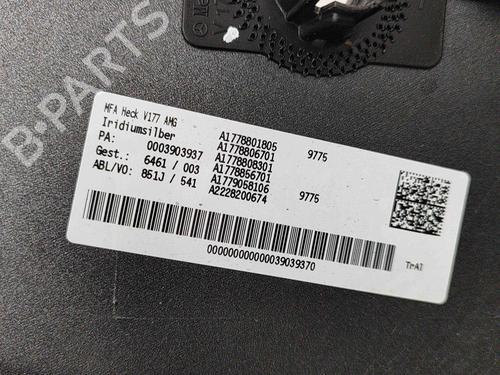 B-PARTS
MFA Heck V177 AMG
Iridiumsilber
PA: 0003903937
Gest.: 6461 / 003
ABL/VO: 851J / 541
A1778801805 9775
A1778806701
A1778808301
A1778856701
A1779058106
A2228200674 9775
000000000000039039370
TrAl